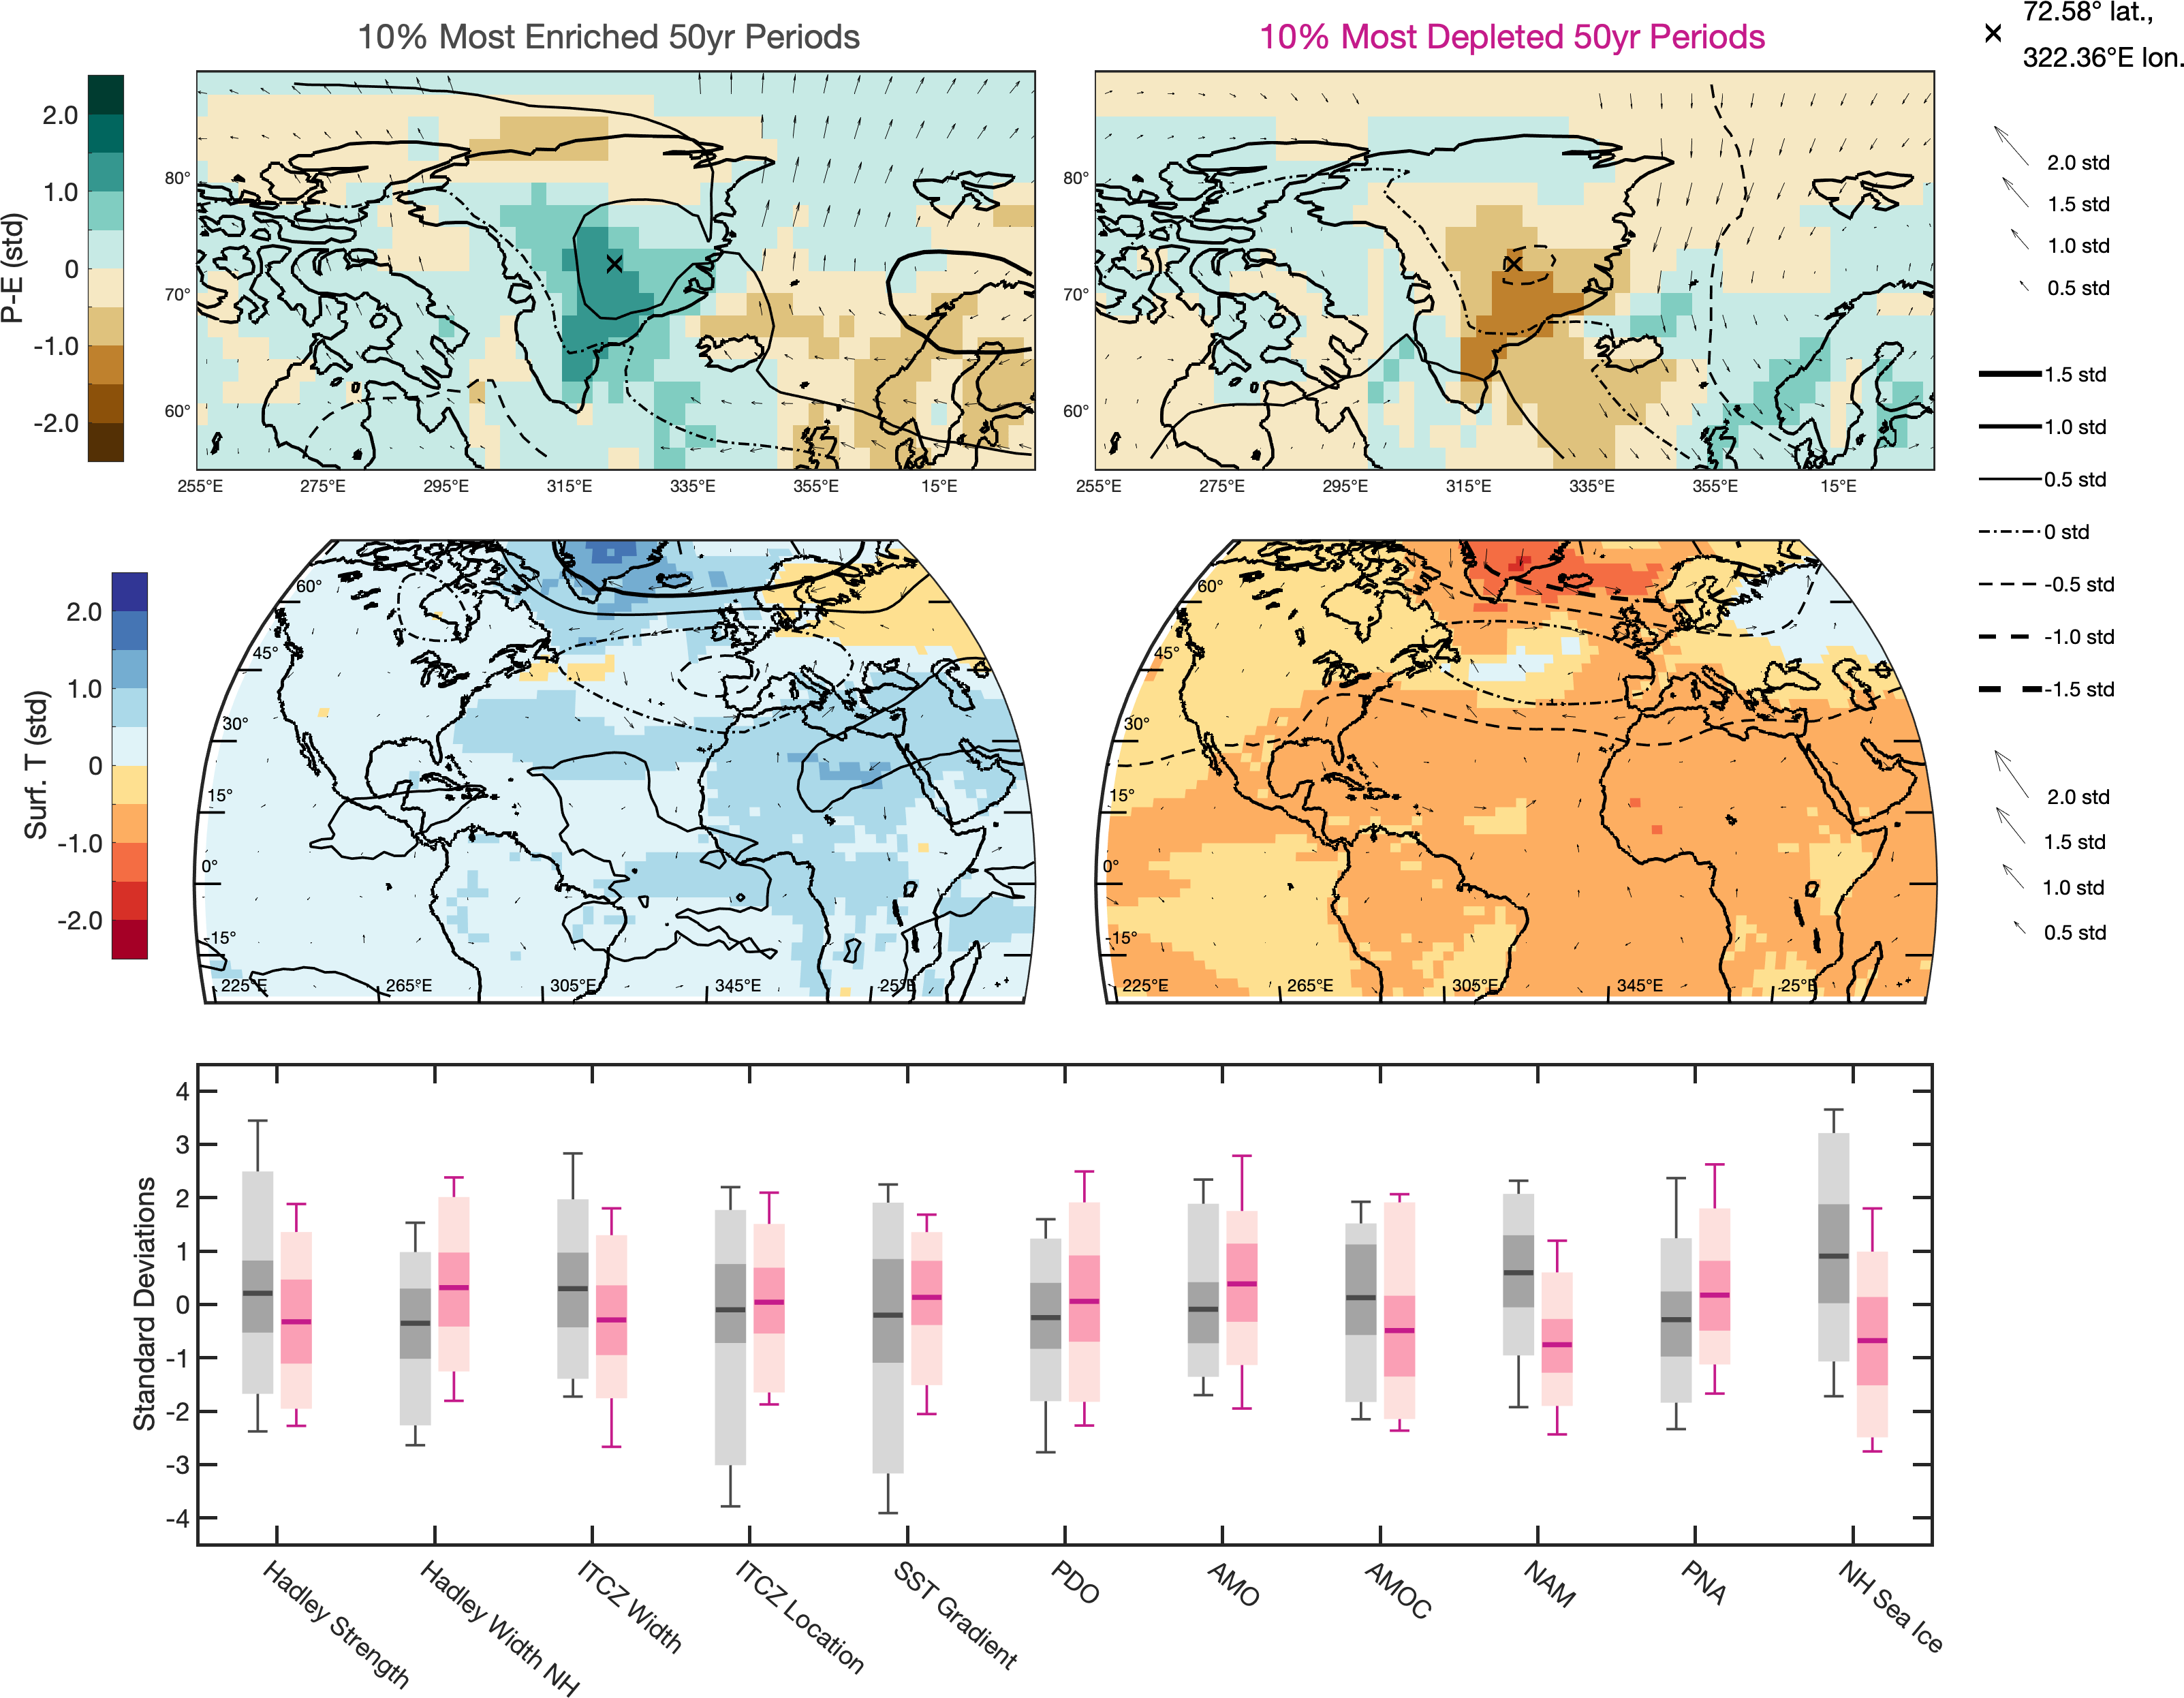 10% Most Enriched 50yr Periods
10% Most Depleted 50yr Periods
72.58° lat.,
322.36°E lon.
P-E (std)
2.0
1.0
0
-1.0
-2.0
80°
70°
60°
255°E 275°E 295°E 315°E 335°E 355°E 15°E
80°
70°
60°
255°E 275°E 295°E 315°E 335°E 355°E 15°E
2.0 std
1.5 std
1.0 std
0.5 std
1.5 std
1.0 std
0.5 std
0 std
-0.5 std
-1.0 std
-1.5 std
Surf. T (std)
2.0
1.0
0
-1.0
-2.0
60°
45°
30°
15°
0°
-15°
225°E 265°E 305°E 345°E 25°E
60°
45°
30°
15°
0°
-15°
225°E 265°E 305°E 345°E 25°E
2.0 std
1.5 std
1.0 std
0.5 std
Standard Deviations
4
3
2
1
0
-1
-2
-3
-4
Hadley Strength
Hadley Width NH
ITCZ Width
ITCZ Location
SST Gradient
PDO
AMO
AMOC
NAM
PNA
NH Sea Ice